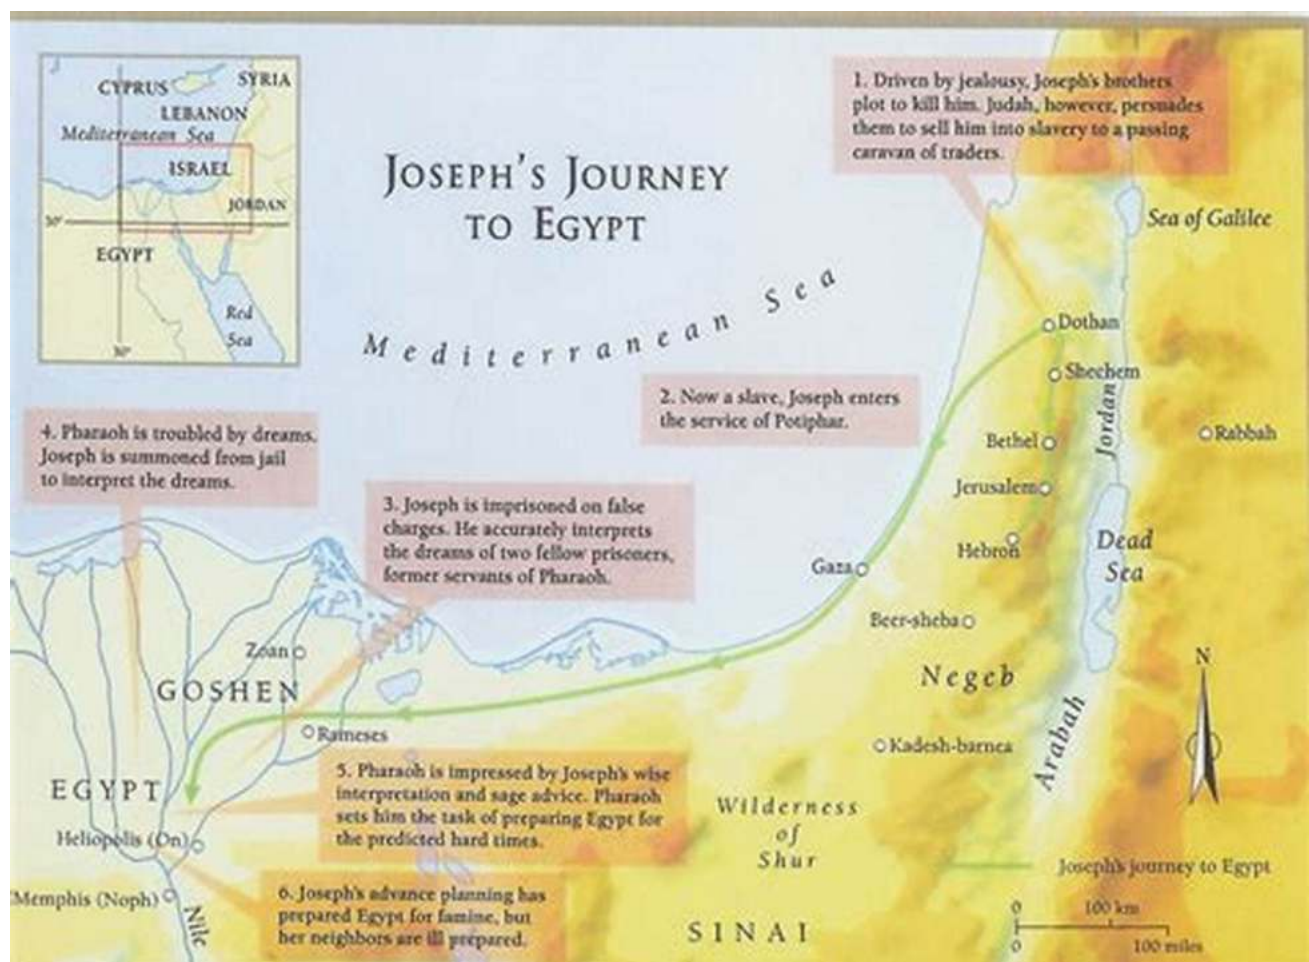 CYPRUS
SYRIA
LEBANON
Mediterranean Sea
ISRAEL
JORDAN
30°
EGYPT
Red
Sea
30°
JOSEPH'S JOURNEY
TO EGYPT
1. Driven by jealousy, Joseph's brothers
plot to kill him. Judah, however, persuades
them to sell him into slavery to a passing
caravan of traders.
Sea of Galilee
Mediterranean Sea
Dothan
Shechem
2. Now a slave, Joseph enters
the service of Potiphar.
Jordan
4. Pharaoh is troubled by dreams.
Joseph is summoned from jail
to interpret the dreams.
Bethel
Rabbah
Jerusalem
3. Joseph is imprisoned on false
charges. He accurately interprets
the dreams of two fellow prisoners,
former servants of Pharaoh.
Hebron
Dead
Sea
Gaza
Beer-sheba
Zoan
GOSHEN
Negeb
N
Rameses
Kadesh-barnea
Arabah
EGYPT
5. Pharaoh is impressed by Joseph's wise
interpretation and sage advice. Pharaoh
sets him the task of preparing Egypt for
the predicted hard times.
Wilderness
of
Shur
Heliopolis (On)
Joseph's journey to Egypt
Memphis (Noph)
Nile
6. Joseph's advance planning has
prepared Egypt for famine, but
her neighbors are ill prepared.
SINAI
0 100 km
0 100 miles